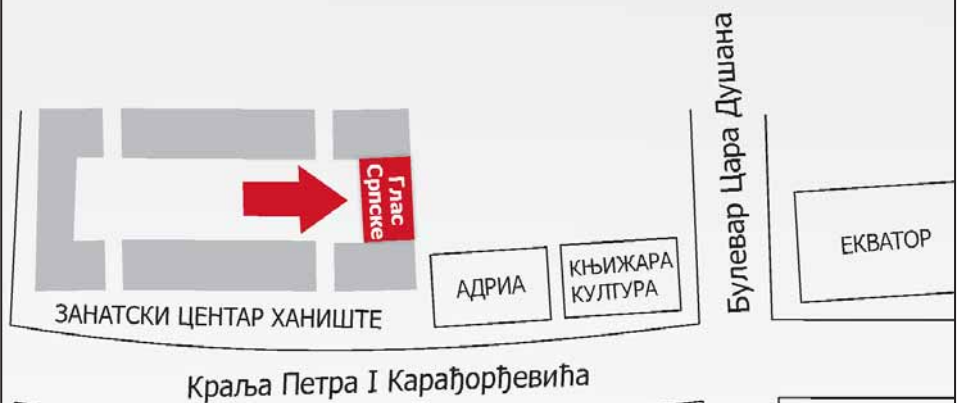 Глас
Српске
ЗАНАТСКИ ЦЕНТАР ХАНИШТЕ
АДРИА
КЊИЖАРА
КУЛТУРА
Булевар Цара Душана
ЕКВАТОР
Краља Петра I Карађорђевића